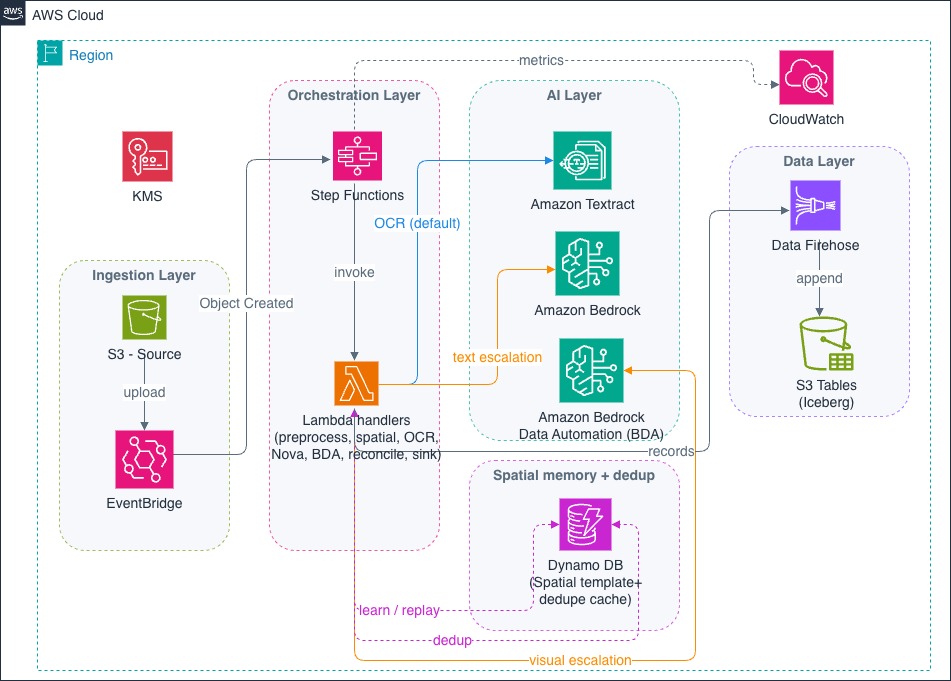 aws
AWS Cloud
Region
metrics
CloudWatch
KMS
Orchestration Layer
Step Functions
OCR (default)
invoke
Object Created
AI Layer
Amazon Textract
Amazon Bedrock
text escalation
Amazon Bedrock
Data Automation (BDA)
Data Layer
Data Firehose
append
S3 Tables
(Iceberg)
Ingestion Layer
S3 - Source
upload
EventBridge
Lambda handlers
(preprocess, spatial, OCR,
Nova, BDA, reconcile, sink)
records
Spatial memory + dedup
Dynamo DB
(Spatial template+
dedupe cache)
learn / replay
dedup
visual escalation